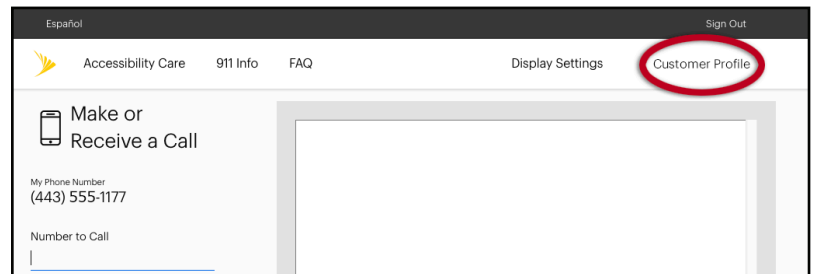 Español Sign Out
Accessibility Care 911 Info FAQ Display Settings Customer Profile
Make or
Receive a Call
My Phone Number
(443) 555-1177
Number to Call